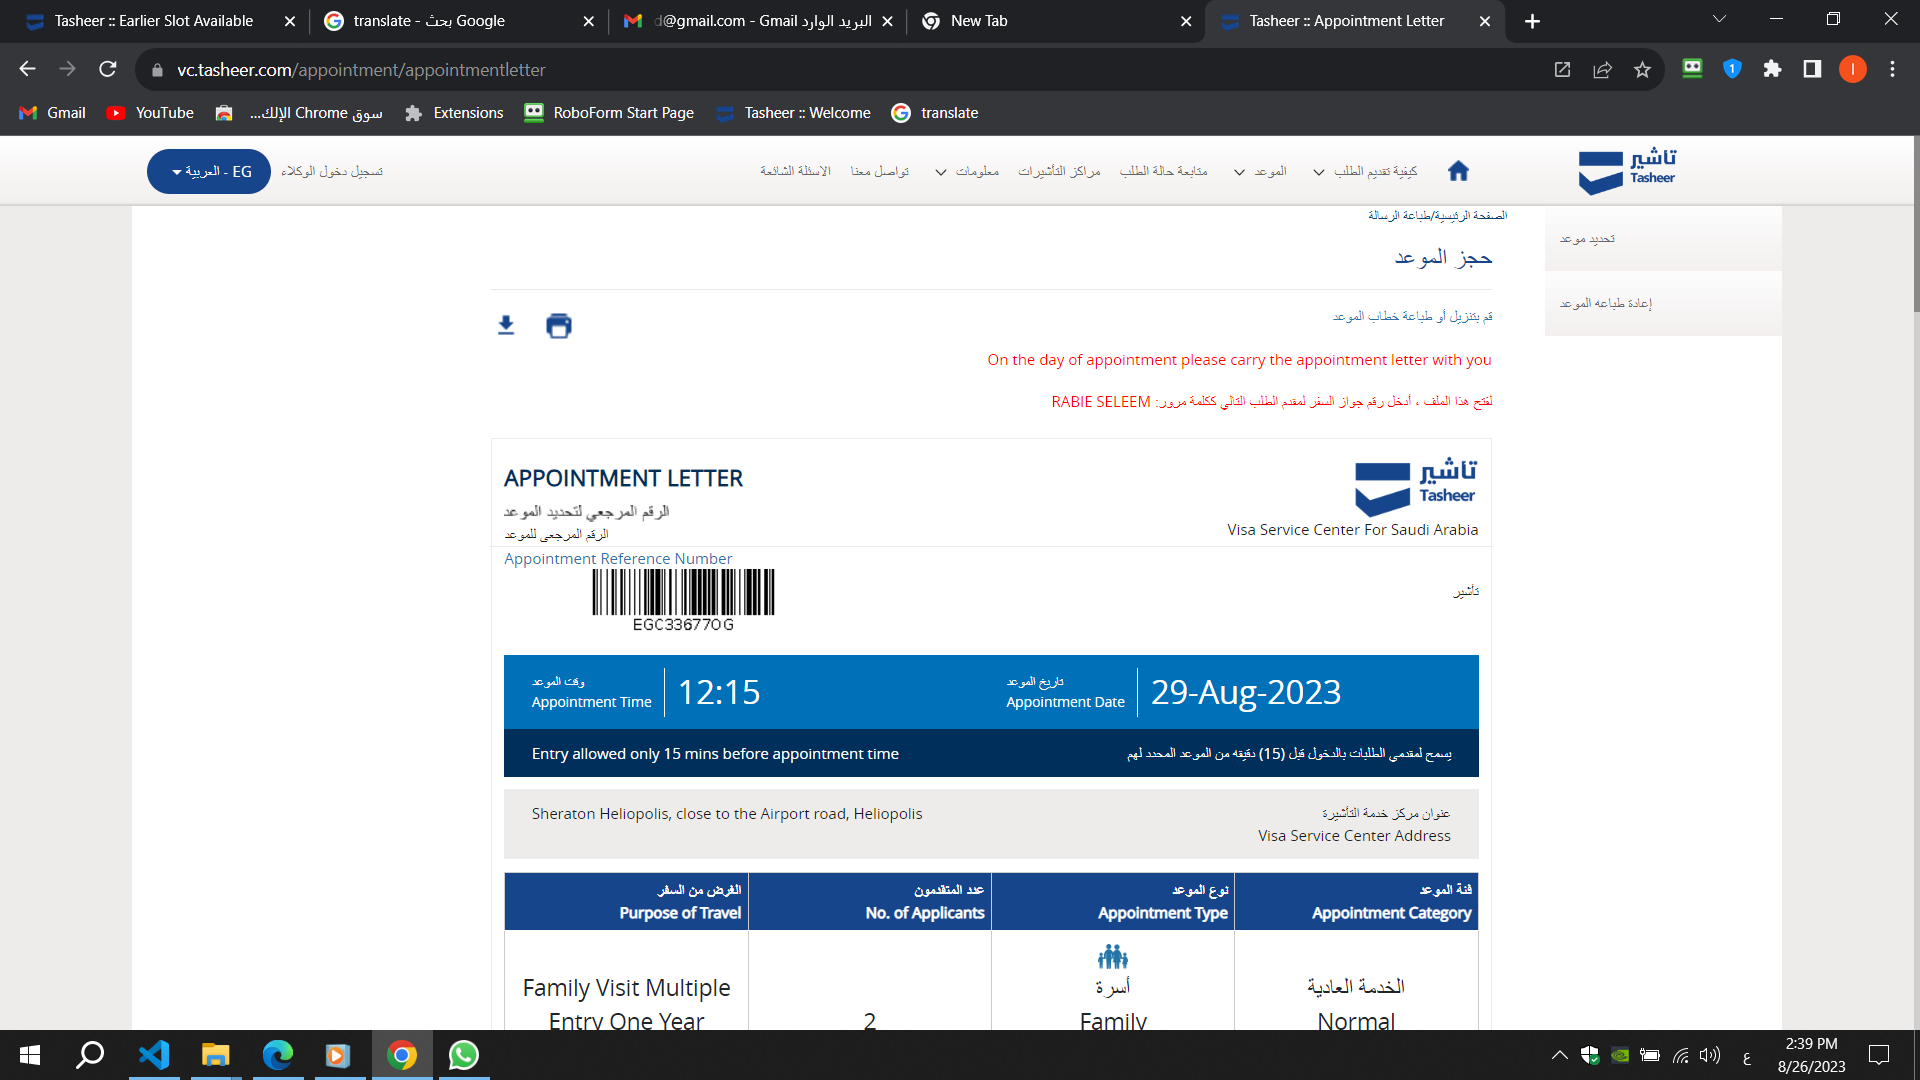 Tasheer :: Earlier Slot Available
translate - بحث Google
d@gmail.com - Gmail البريد الوارد
New Tab
Tasheer :: Appointment Letter
vc.tasheer.com/appointment/appointmentletter
Gmail
YouTube
سوق Chrome الإلك...
Extensions
RoboForm Start Page
Tasheer :: Welcome
translate
EG - العربية
تسجيل دخول الوكلاء
الاسئلة الشائعة
تواصل معنا
معلومات
مراكز التأشيرات
متابعة حالة الطلب
الموعد
كيفية تقديم الطلب
تأشير
Tasheer
الصفحة الرئيسية/طباعة الرسالة
تحديد موعد
إعادة طباعه الموعد
حجز الموعد
قم بتنزيل أو طباعة خطاب الموعد
On the day of appointment please carry the appointment letter with you
لفتح هذا الملف ، أدخل رقم جواز السفر لمقدم الطلب التالي ككلمة مرور: RABIE SELEEM
APPOINTMENT LETTER
الرقم المرجعي لتحديد الموعد
الرقم المرجعى للموعد
تأشير
Tasheer
Visa Service Center For Saudi Arabia
Appointment Reference Number
EGC33677OG
تأشير
وقت الموعد
Appointment Time
12:15
تاريخ الموعد
Appointment Date
29-Aug-2023
Entry allowed only 15 mins before appointment time
يسمح لمقدمي الطلبات بالدخول قبل (15) دقيقه من الموعد المحدد لهم
Sheraton Heliopolis, close to the Airport road, Heliopolis
عنوان مركز خدمة التأشيرة
Visa Service Center Address
الغرض من السفر
Purpose of Travel
عدد المتقدمون
No. of Applicants
نوع الموعد
Appointment Type
فئة الموعد
Appointment Category
Family Visit Multiple
Entry One Year
2
أسرة
Family
الخدمة العادية
Normal
ع
2:39 PM
8/26/2023